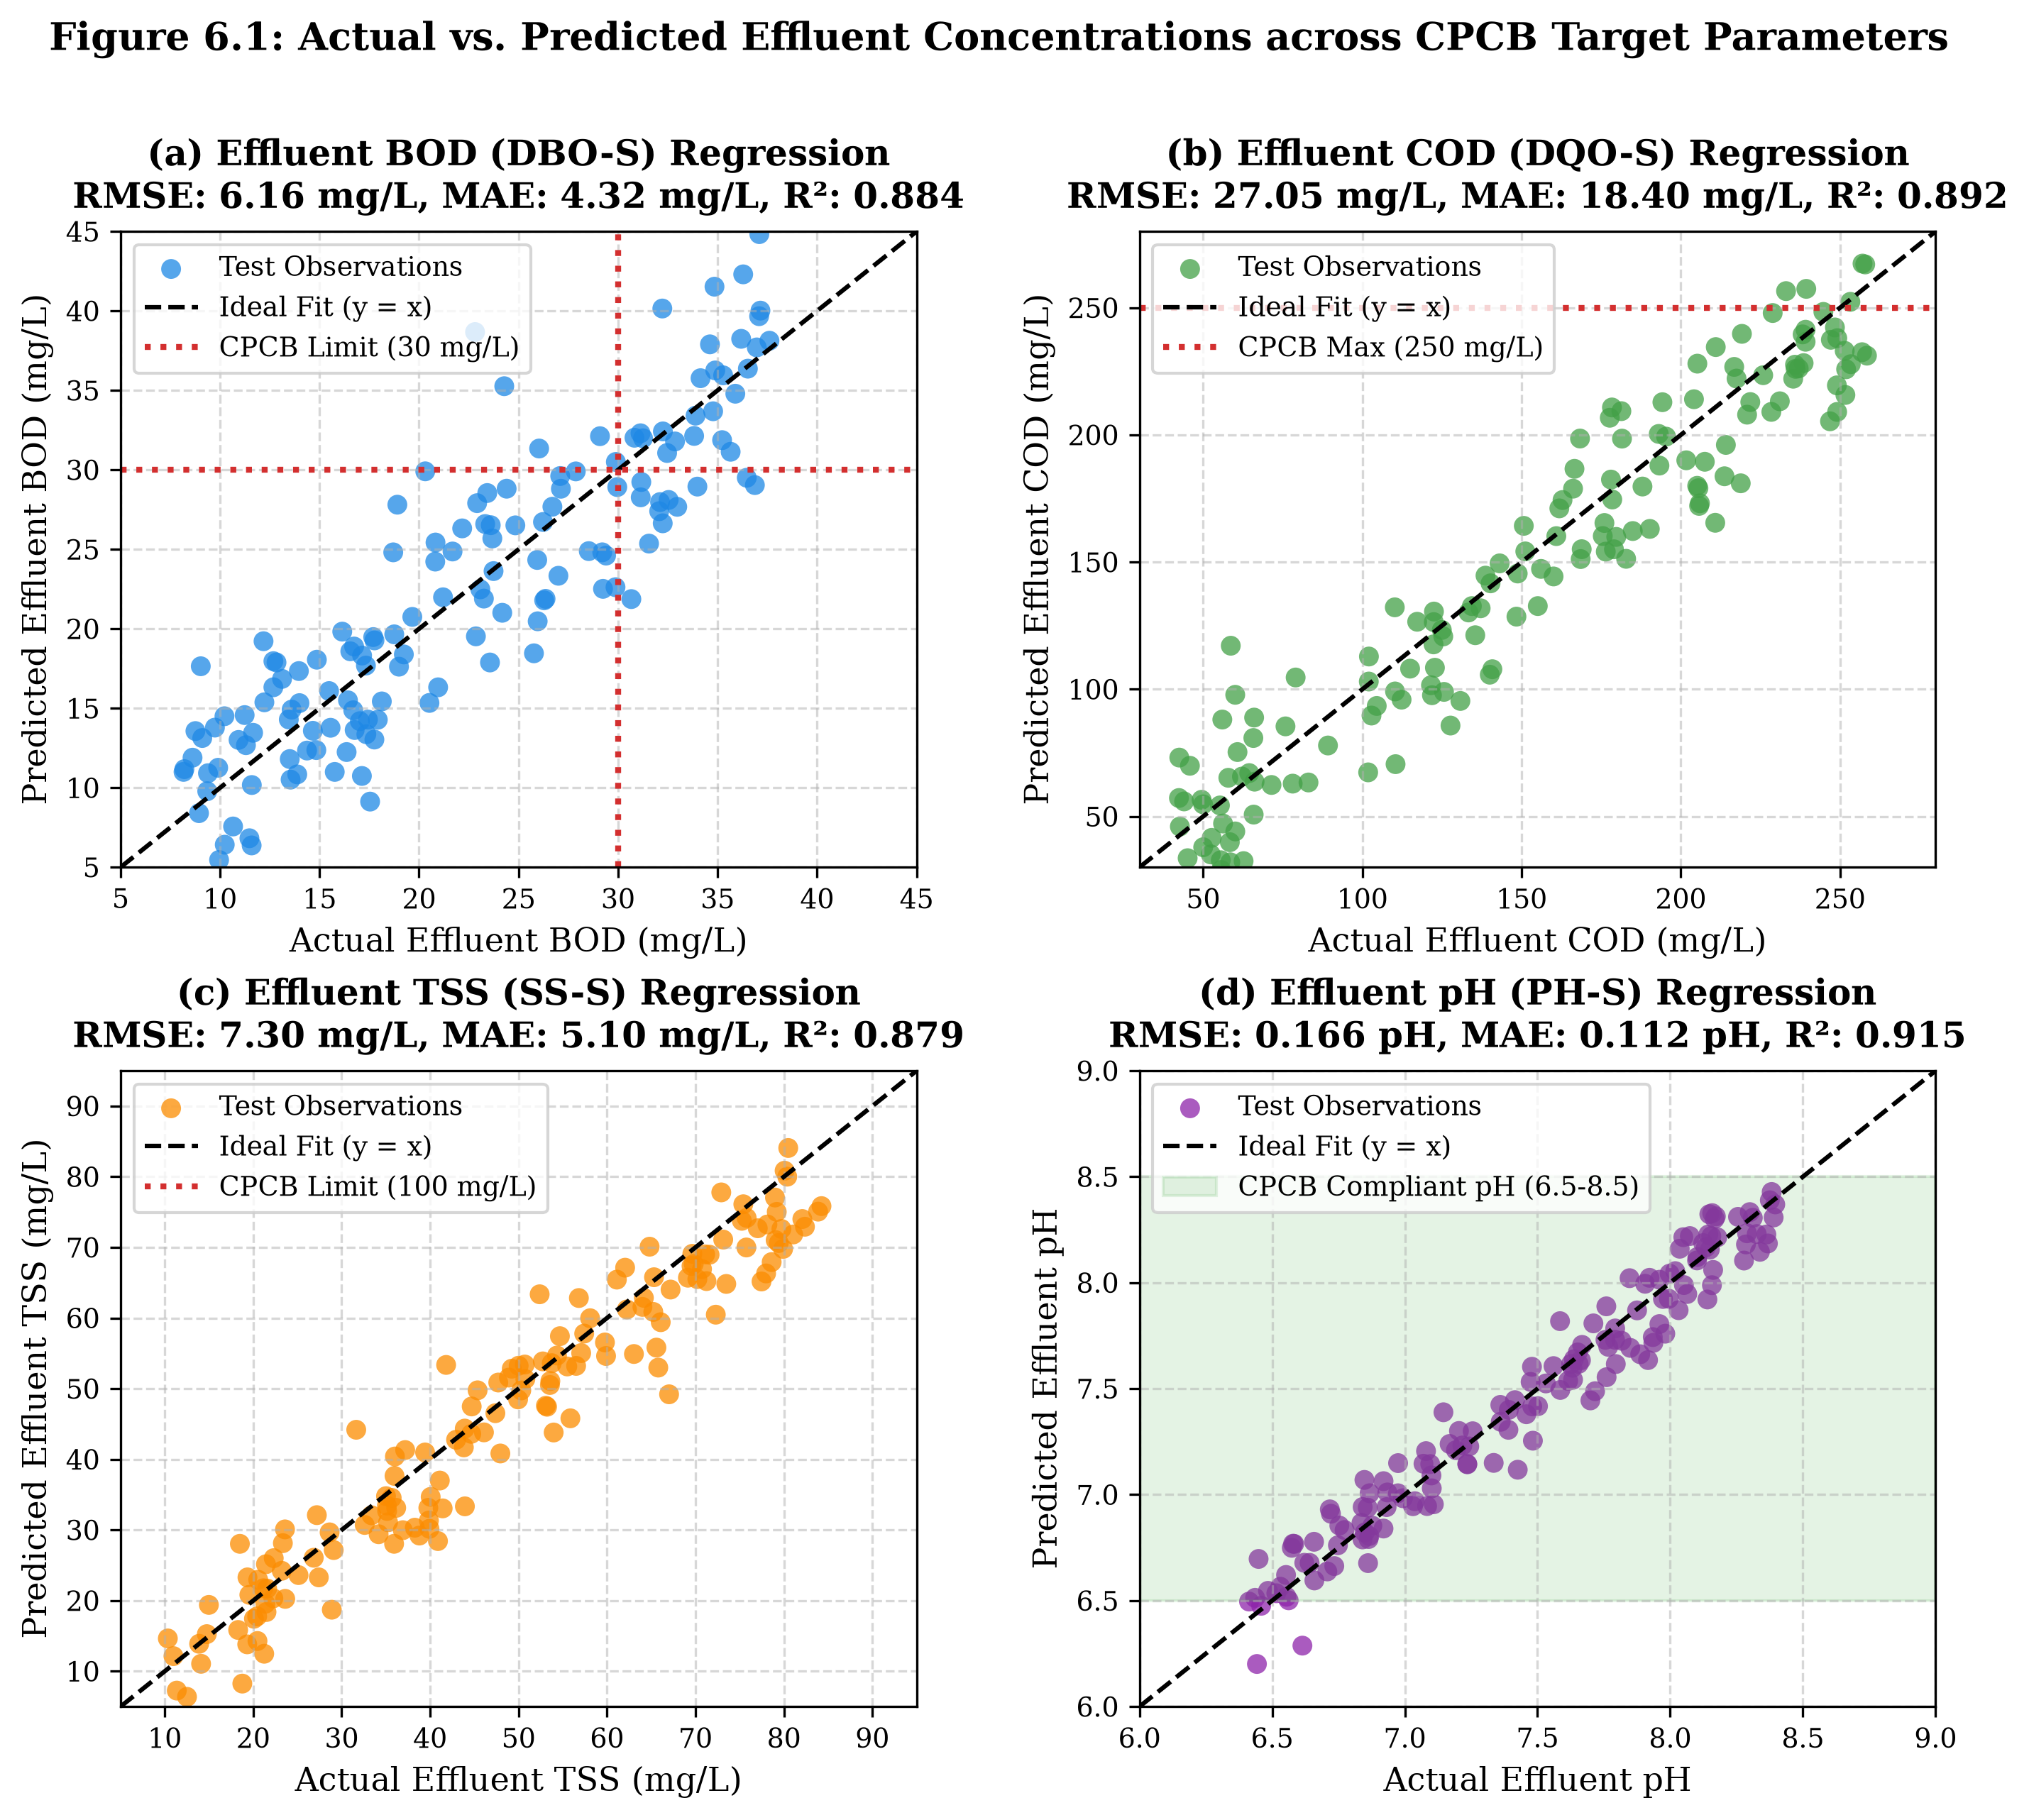 Figure 6.1: Actual vs. Predicted Effluent Concentrations across CPCB Target Parameters
(a) Effluent BOD (DBO-S) Regression
RMSE: 6.16 mg/L, MAE: 4.32 mg/L, R²: 0.884
Test Observations
Ideal Fit (y = x)
CPCB Limit (30 mg/L)
Predicted Effluent BOD (mg/L)
45
40
35
30
25
20
15
10
5
5 10 15 20 25 30 35 40 45
Actual Effluent BOD (mg/L)
(b) Effluent COD (DQO-S) Regression
RMSE: 27.05 mg/L, MAE: 18.40 mg/L, R²: 0.892
Test Observations
Ideal Fit (y = x)
CPCB Max (250 mg/L)
Predicted Effluent COD (mg/L)
250
200
150
100
50
50 100 150 200 250
Actual Effluent COD (mg/L)
(c) Effluent TSS (SS-S) Regression
RMSE: 7.30 mg/L, MAE: 5.10 mg/L, R²: 0.879
Test Observations
Ideal Fit (y = x)
CPCB Limit (100 mg/L)
Predicted Effluent TSS (mg/L)
90
80
70
60
50
40
30
20
10
10 20 30 40 50 60 70 80 90
Actual Effluent TSS (mg/L)
(d) Effluent pH (PH-S) Regression
RMSE: 0.166 pH, MAE: 0.112 pH, R²: 0.915
Test Observations
Ideal Fit (y = x)
CPCB Compliant pH (6.5-8.5)
Predicted Effluent pH
9.0
8.5
8.0
7.5
7.0
6.5
6.0
6.0 6.5 7.0 7.5 8.0 8.5 9.0
Actual Effluent pH